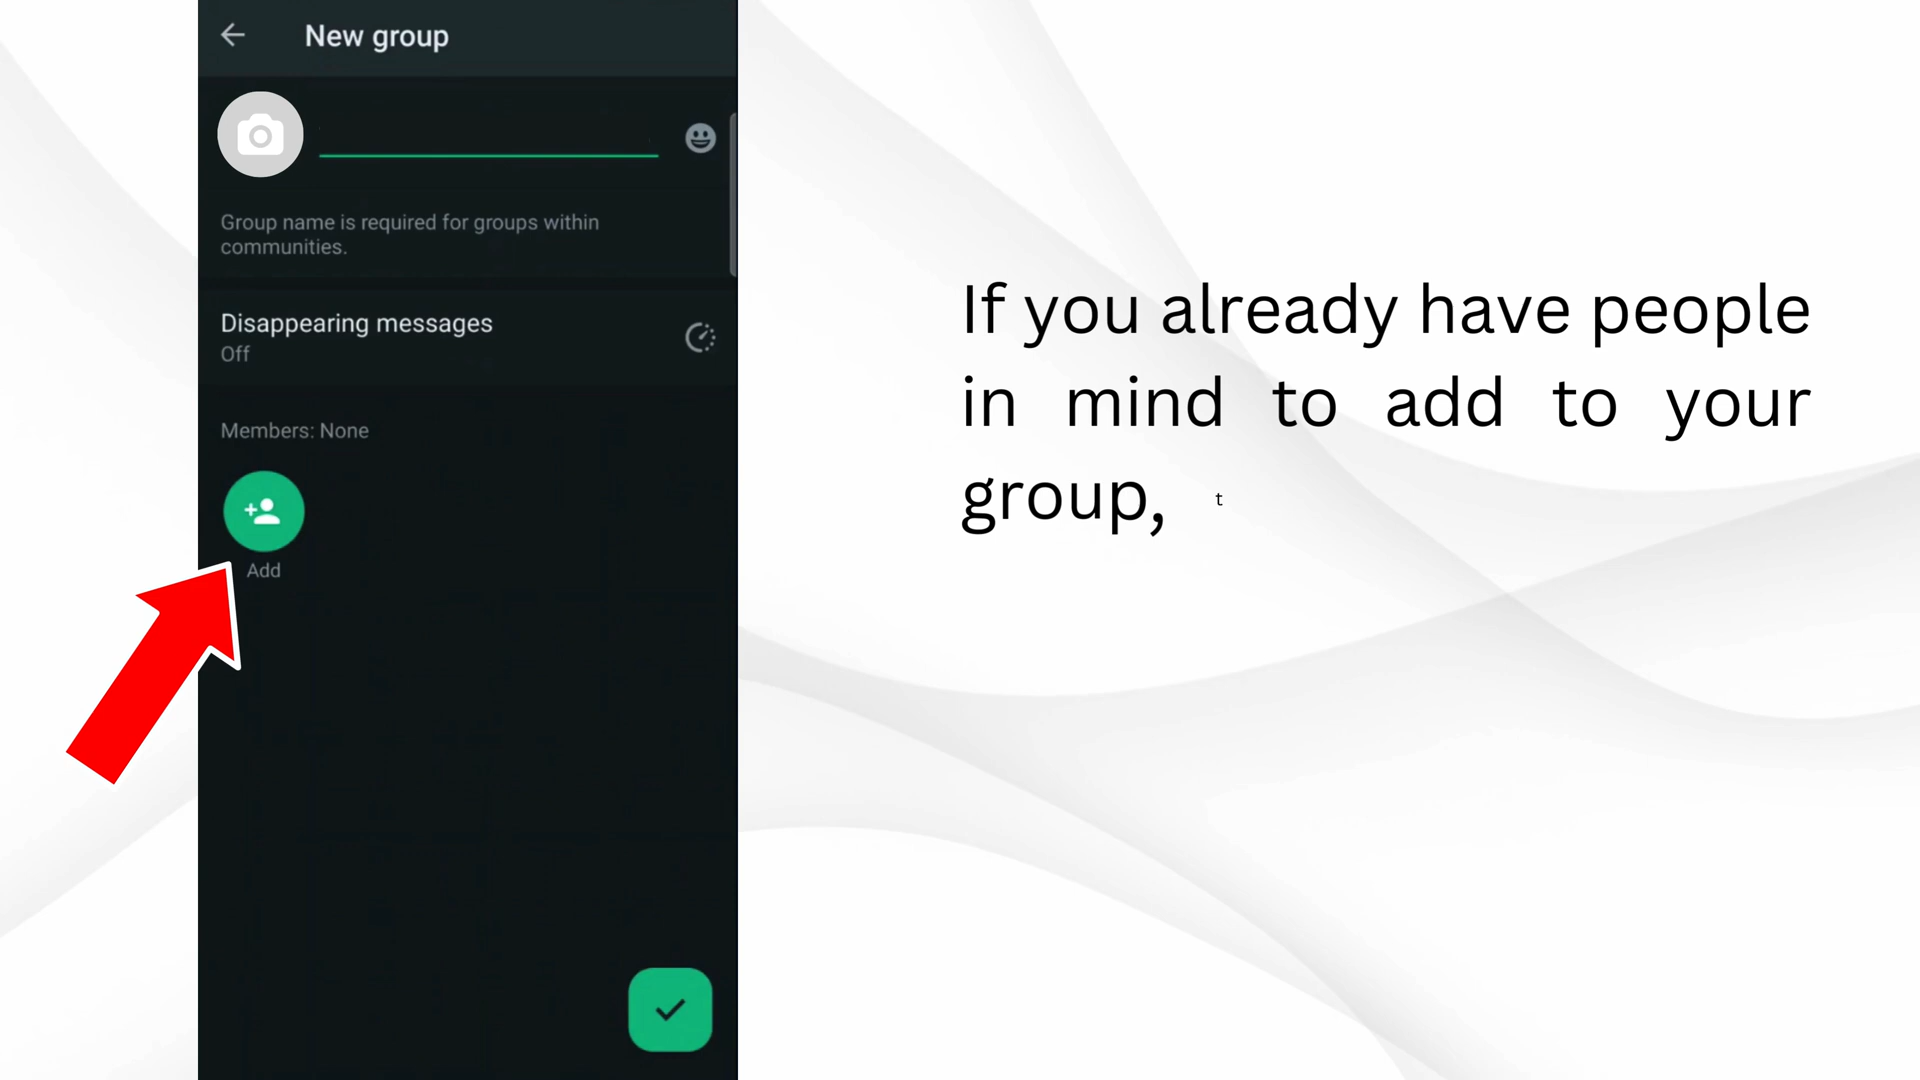 New group
Group name is required for groups within
communities.
Disappearing messages
Off
Members: None
Add
If you already have people
in mind to add to your
group, t